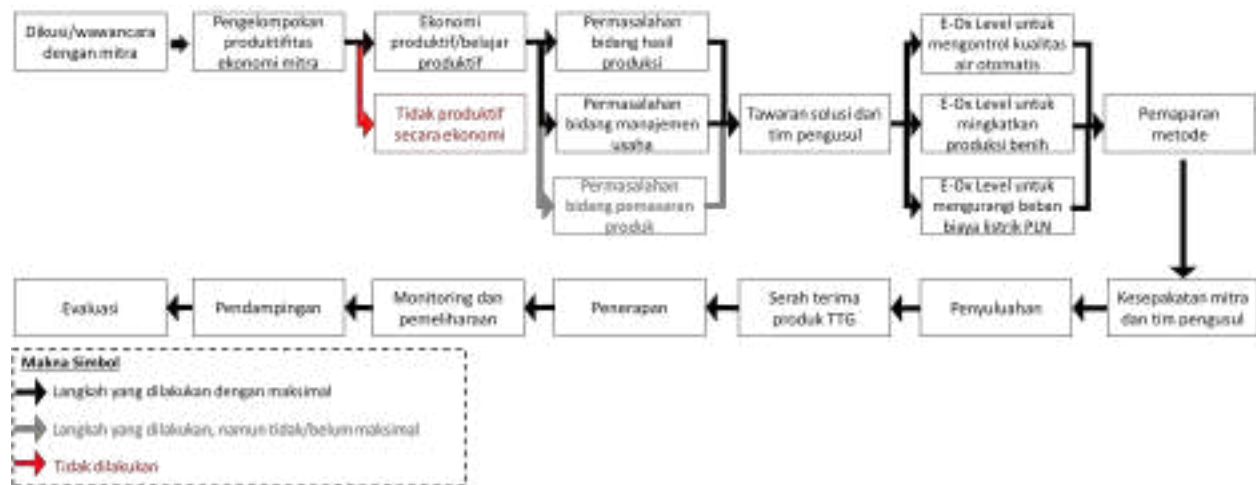 Dikusi/wawancara
dengan mitra
Pengelompokan
produktifitas
ekonomi mitra
Ekonomi
produktif/belajar
produktif
Tidak produktif
secara ekonomi
Permasalahan
bidang hasil
produksi
Permasalahan
bidang manajemen
usaha
Permasalahan
bidang pemasaran
produk
Tawaran solusi dari
tim pengusul
E-Ox Level untuk
mengontrol kualitas
air otomatis
E-Ox Level untuk
mingkatkan
produksi benih
E-Ox Level untuk
mengurangi beban
biaya listrik PLN
Pemaparan
metode
Evaluasi
Pendampingan
Monitoring dan
pemeliharaan
Penerapan
Serah terima
produk TTG
Penyuluahan
Kesepakatan mitra
dan tim pengusul
Makna Simbol
Langkah yang dilakukan dengan maksimal
Langkah yang dilakukan, namun tidak/belum maksimal
Tidak dilakukan